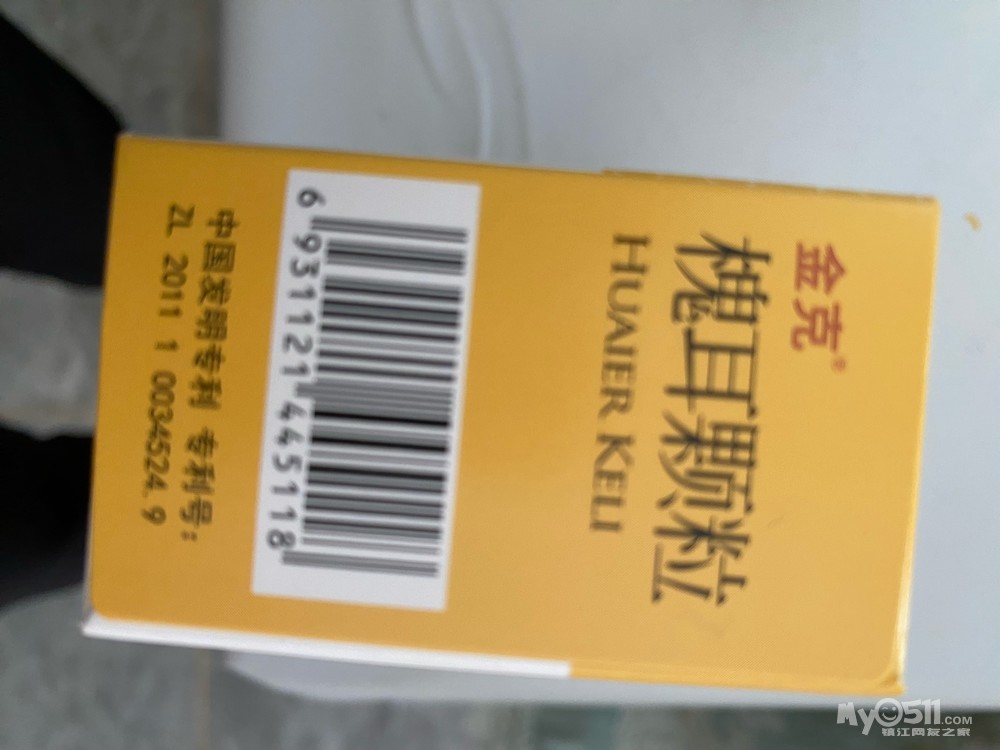 金克®
槐耳颗粒
HUAIER KELI
6 931121 445118
中国发明专利 专利号:
ZL 2011 1 0034524.9
My0511.COM
镇江网友之家